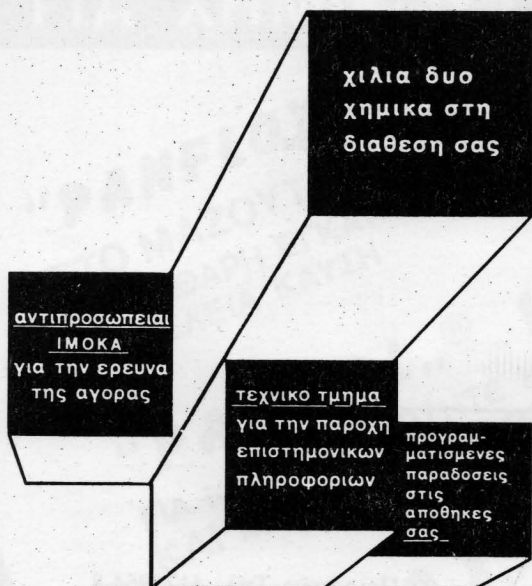 χιλια δυο
χημικα στη
διαθεση σας
αντιπροσωπειαι
ΙΜΟΚΑ
για την ερευνα
της αγορας
τεχνικο τμημα
για την παροχη
επιστημονικων
πληροφοριων
προγραμ-
ματισμενες
παραδοσεις
στις
αποθηκες
σας